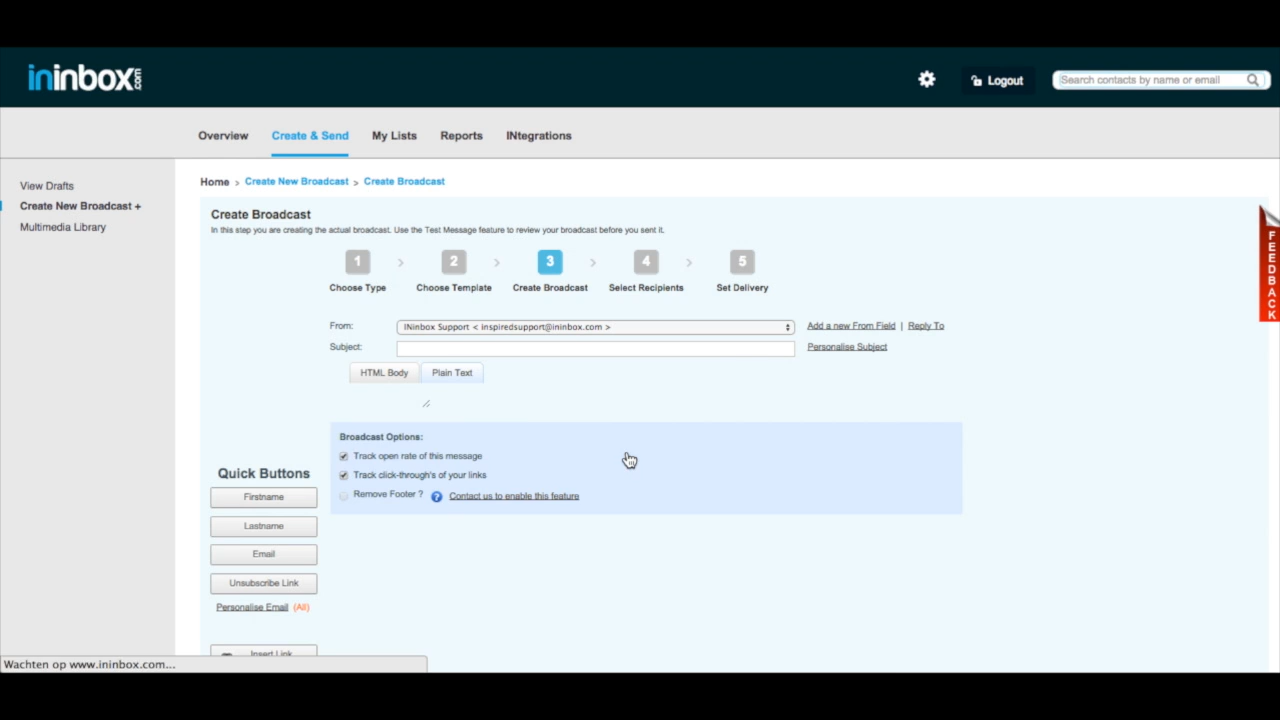 ininbox.com
Logout
Search contacts by name or email
Overview
Create & Send
My Lists
Reports
INtegrations
View Drafts
Create New Broadcast +
Multimedia Library
Home > Create New Broadcast > Create Broadcast
Create Broadcast
In this step you are creating the actual broadcast. Use the Test Message feature to review your broadcast before you sent it.
1 > 2 > 3 > 4 > 5
Choose Type
Choose Template
Create Broadcast
Select Recipients
Set Delivery
From:
INinbox Support < inspiredsupport@ininbox.com >
Add a new From Field | Reply To
Subject:
Personalise Subject
HTML Body
Plain Text
Broadcast Options:
Track open rate of this message
Track click-through's of your links
Remove Footer ? ? Contact us to enable this feature
Quick Buttons
Firstname
Lastname
Email
Unsubscribe Link
Personalise Email (All)
Insert Link
FEEDBACK
Wachten op www.ininbox.com...